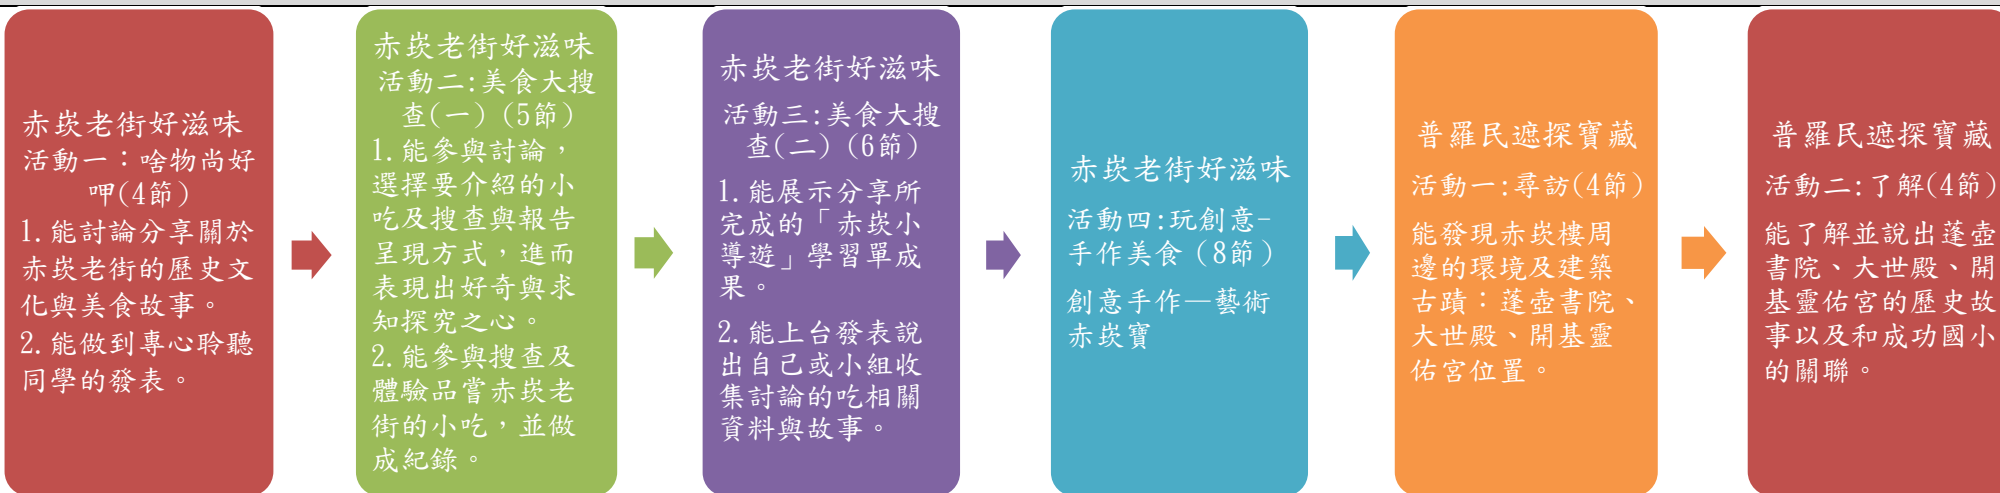 赤崁老街好滋味
活動一：啥物尚好
呷(4節)
1.能討論分享關於
赤崁老街的歷史文
化與美食故事。
2.能做到專心聆聽
同學的發表。
赤崁老街好滋味
活動二:美食大搜
查(一)(5節)
1.能參與討論，
選擇要介紹的小
吃及搜查與報告
呈現方式，進而
表現出好奇與求
知探究之心。
2.能參與搜查及
體驗品嘗赤崁老
街的小吃，並做
成紀錄。
赤崁老街好滋味
活動三:美食大搜
查(二)(6節)
1.能展示分享所
完成的「赤崁小
導遊」學習單成
果。
2.能上台發表說
出自己或小組收
集討論的吃相關
資料與故事。
赤崁老街好滋味
活動四:玩創意-
手作美食（8節）
創意手作—藝術
赤崁寶
普羅民遮探寶藏
活動一:尋訪(4節)
能發現赤崁樓周
邊的環境及建築
古蹟：蓬壺書院、
大世殿、開基靈
佑宮位置。
普羅民遮探寶藏
活動二:了解(4節)
能了解並說出蓬壺
書院、大世殿、開
基靈佑宮的歷史故
事以及和成功國小
的關聯。